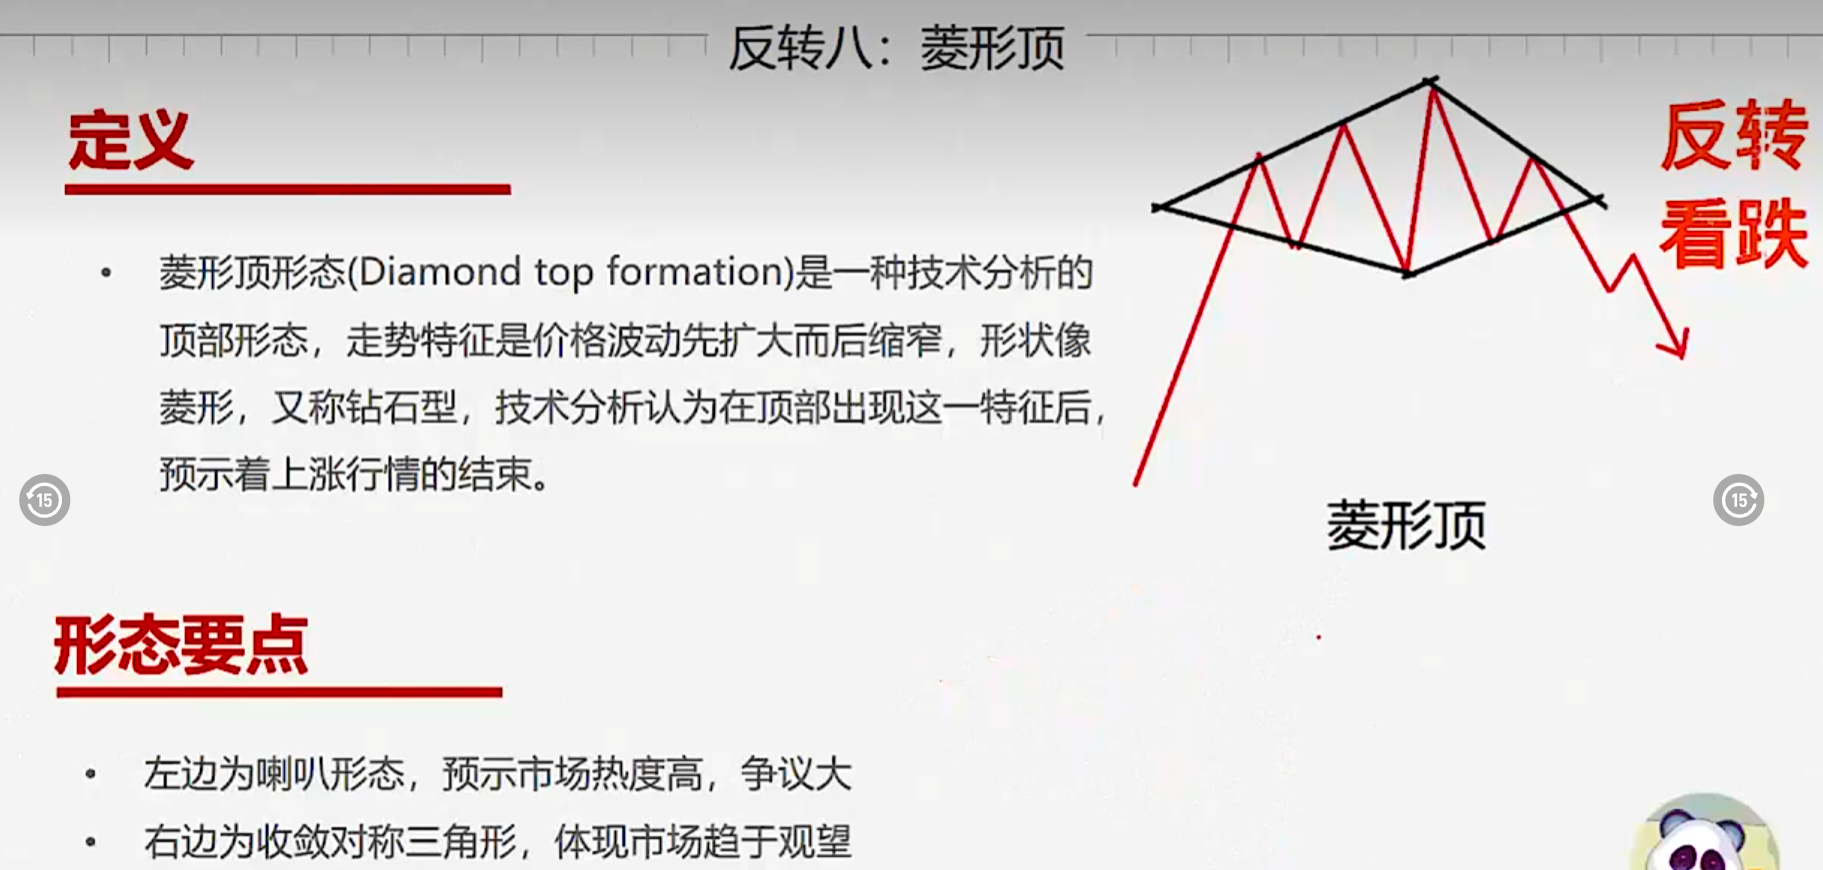 反转八：菱形顶
定义
• 菱形顶形态(Diamond top formation)是一种技术分析的
顶部形态，走势特征是价格波动先扩大而后缩窄，形状像
菱形，又称钻石型，技术分析认为在顶部出现这一特征后，
预示着上涨行情的结束。
反转
看跌
菱形顶
15
15
形态要点
• 左边为喇叭形态，预示市场热度高，争议大
• 右边为收敛对称三角形，体现市场趋于观望